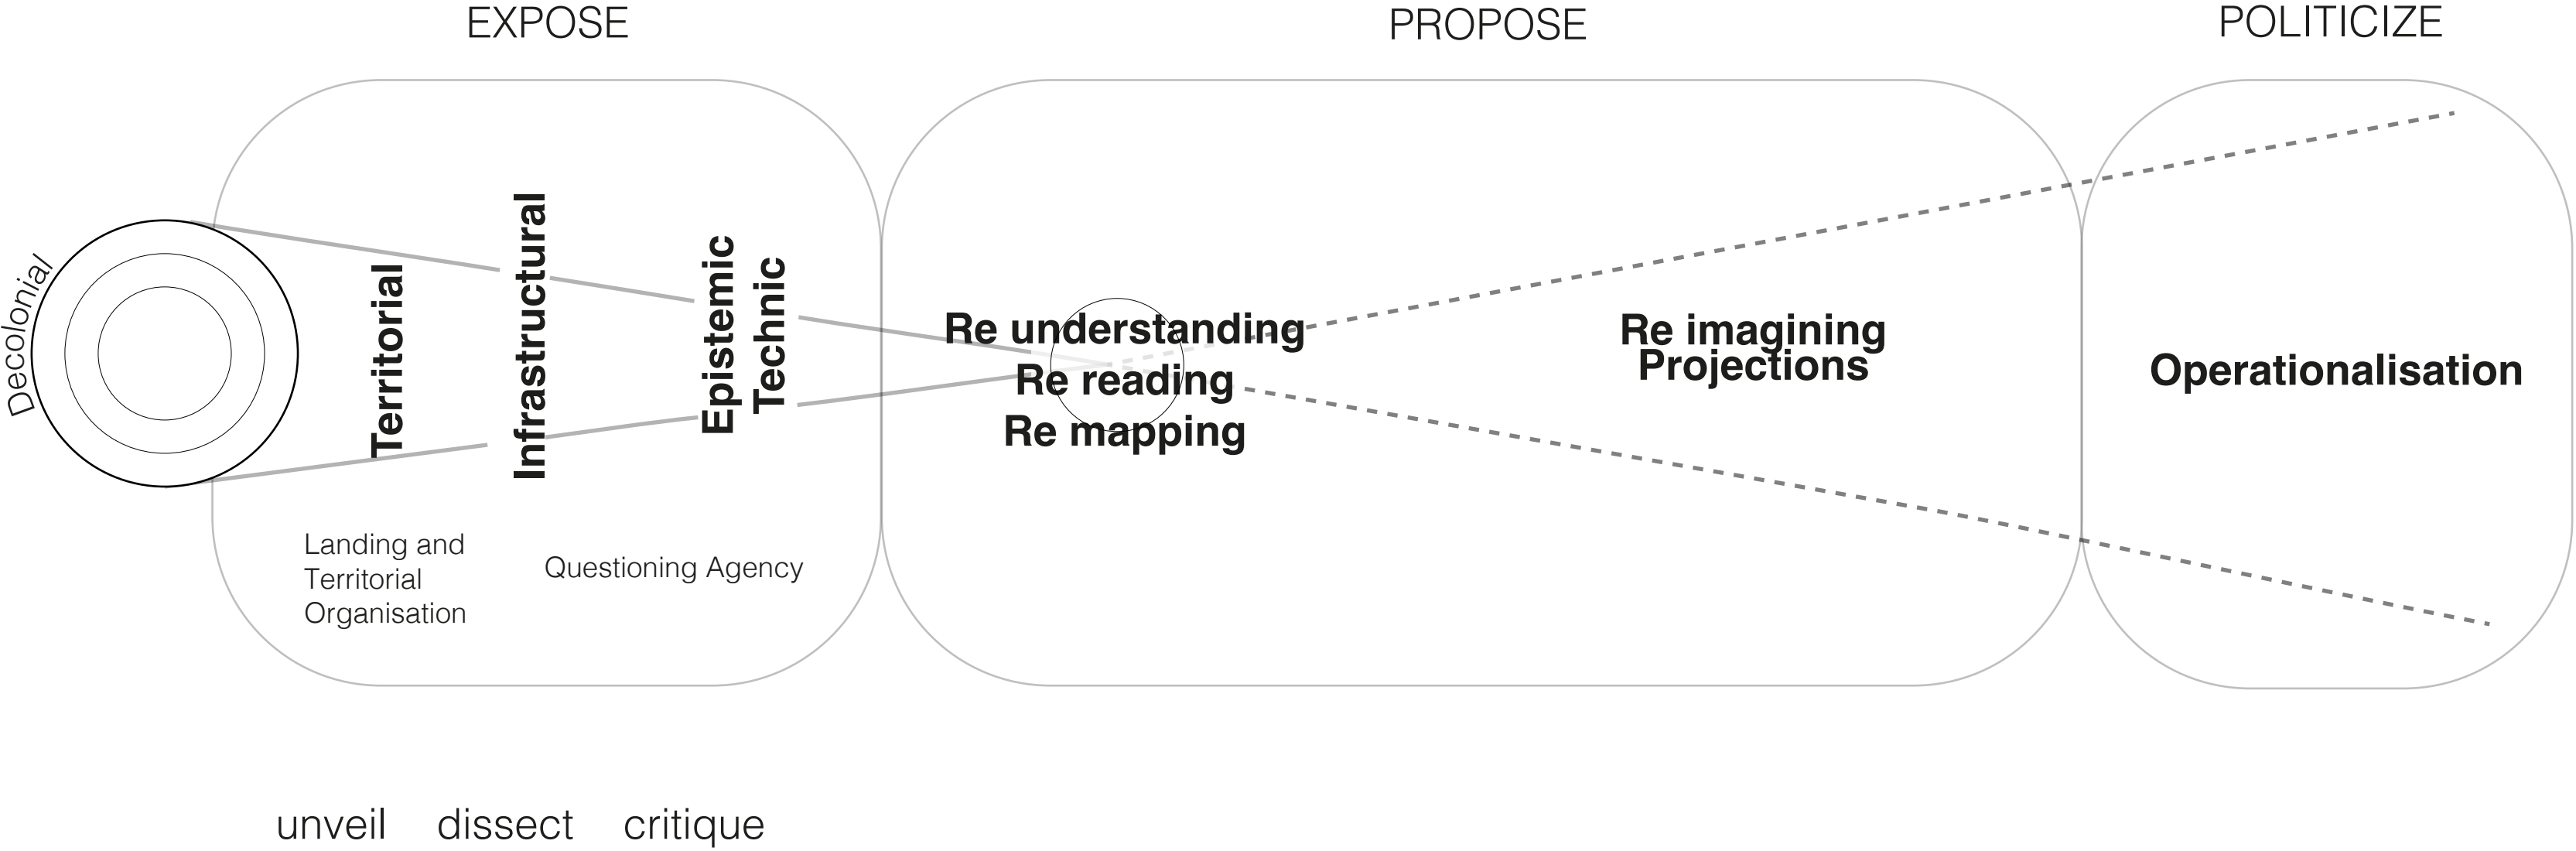 EXPOSE
PROPOSE
POLITICIZE
Decolonial
Territorial
Infrastructural
Epistemic
Technic
Landing and
Territorial
Organisation
Questioning Agency
Re understanding
Re reading
Re mapping
Re imagining
Projections
Operationalisation
unveil dissect critique